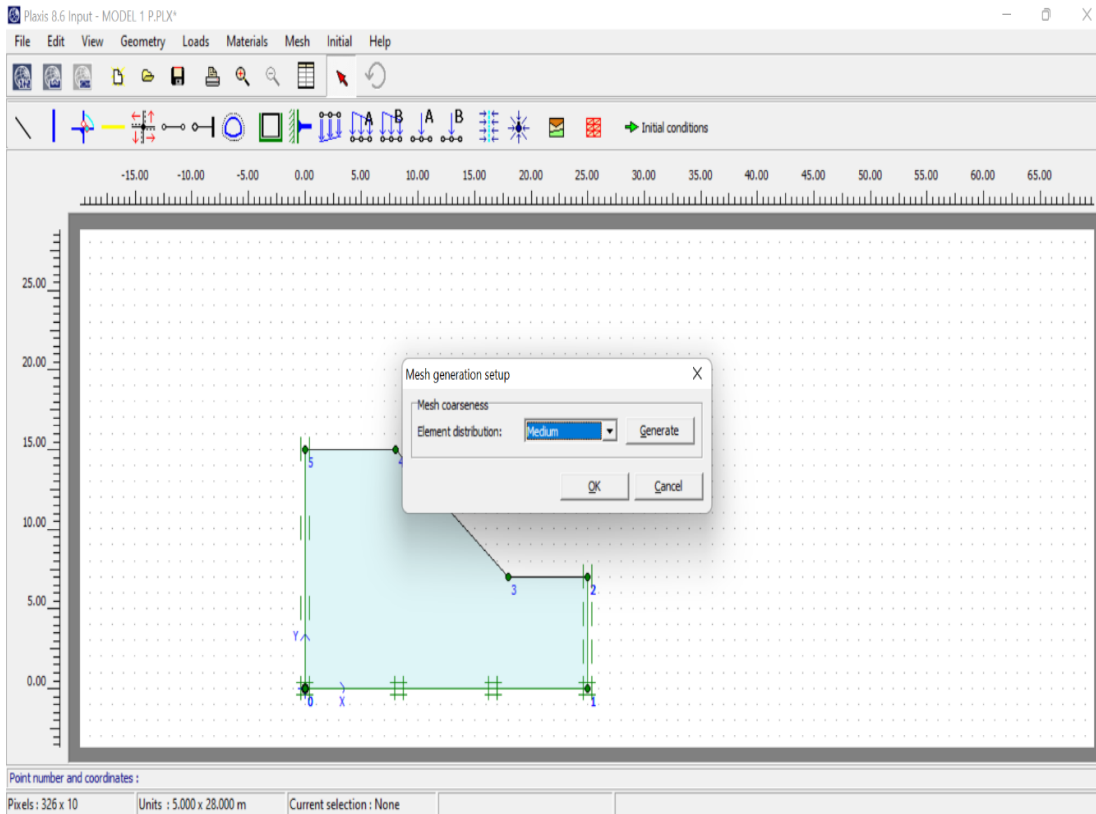 Plaxis 8.6 Input - MODEL 1 P.PLX*
File Edit View Geometry Loads Materials Mesh Initial Help
A B A B Initial conditions
-15.00 -10.00 -5.00 0.00 5.00 10.00 15.00 20.00 25.00 30.00 35.00 40.00 45.00 50.00 55.00 60.00 65.00
25.00
20.00
Mesh generation setup
Mesh coarseness
Element distribution: Medium Generate
OK Cancel
15.00
5
10.00
3 2
5.00
Y
0.00
0 X 1
Point number and coordinates :
Pixels : 326 x 10 Units : 5.000 x 28.000 m Current selection : None